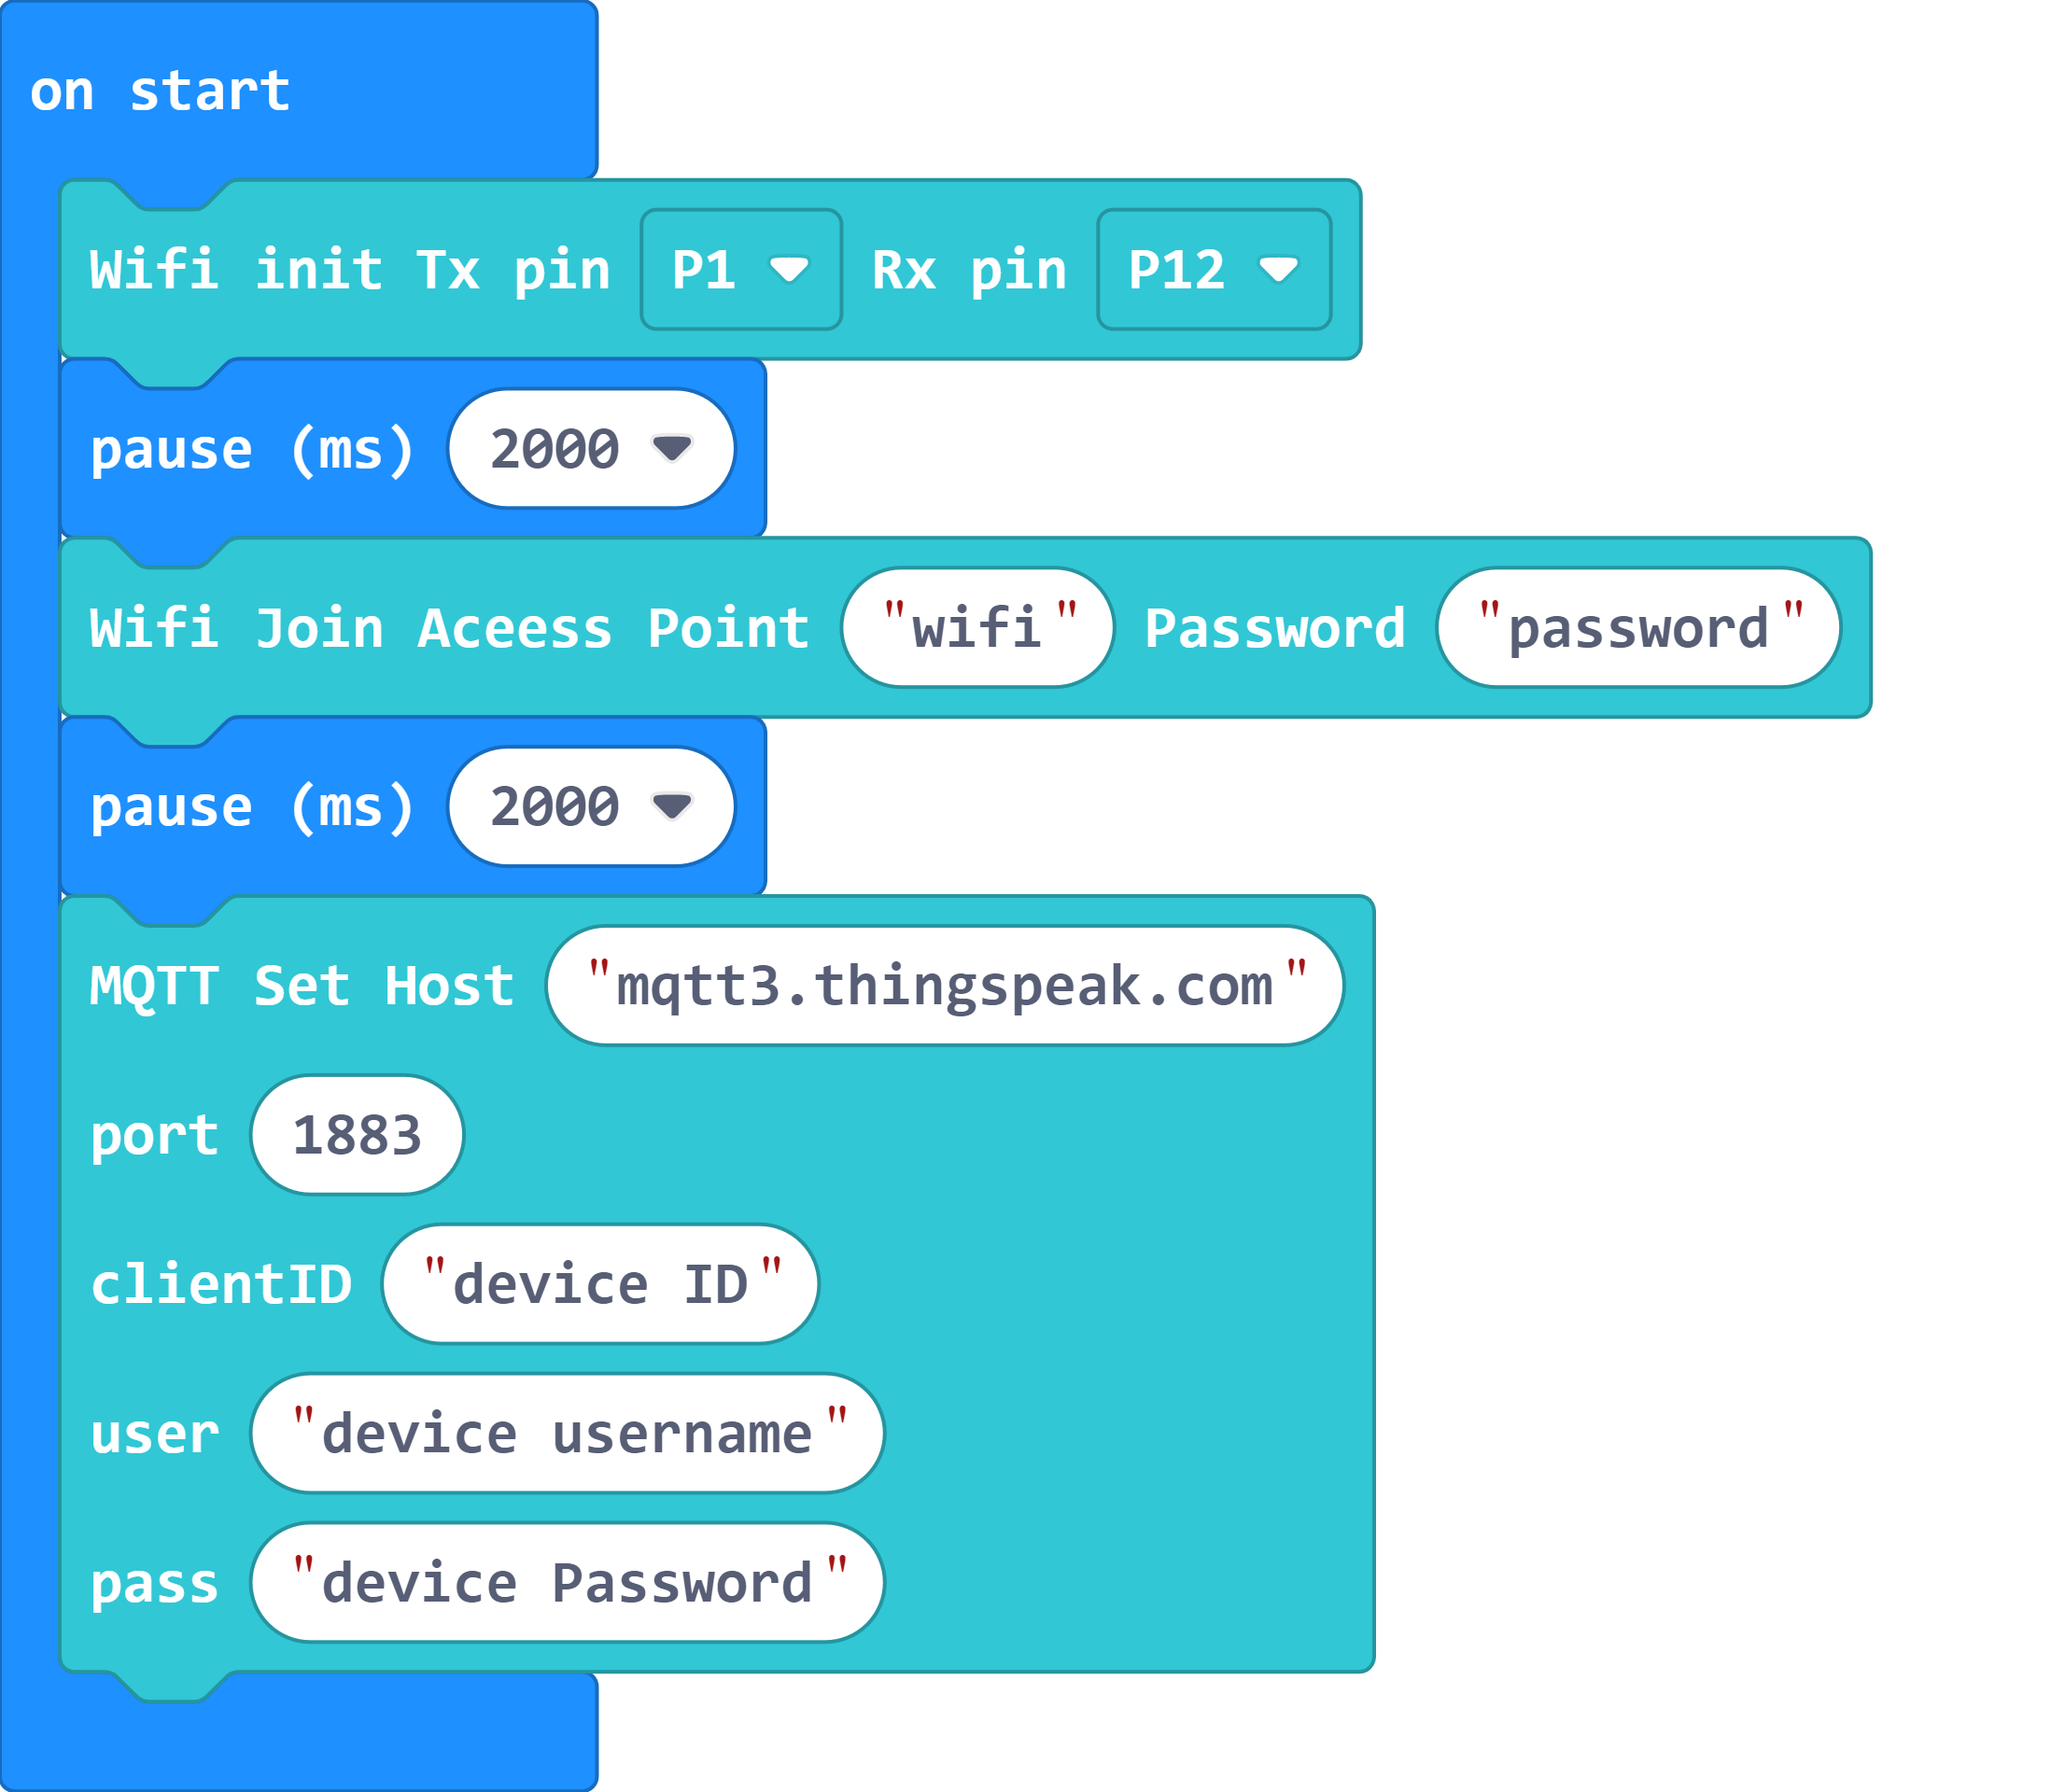 on start
Wifi init Tx pin P1 Rx pin P12
pause (ms) 2000
Wifi Join Aceess Point "wifi" Password "password"
pause (ms) 2000
MQTT Set Host "mqtt3.thingspeak.com"
port 1883
clientID "device ID"
user "device username"
pass "device Password"